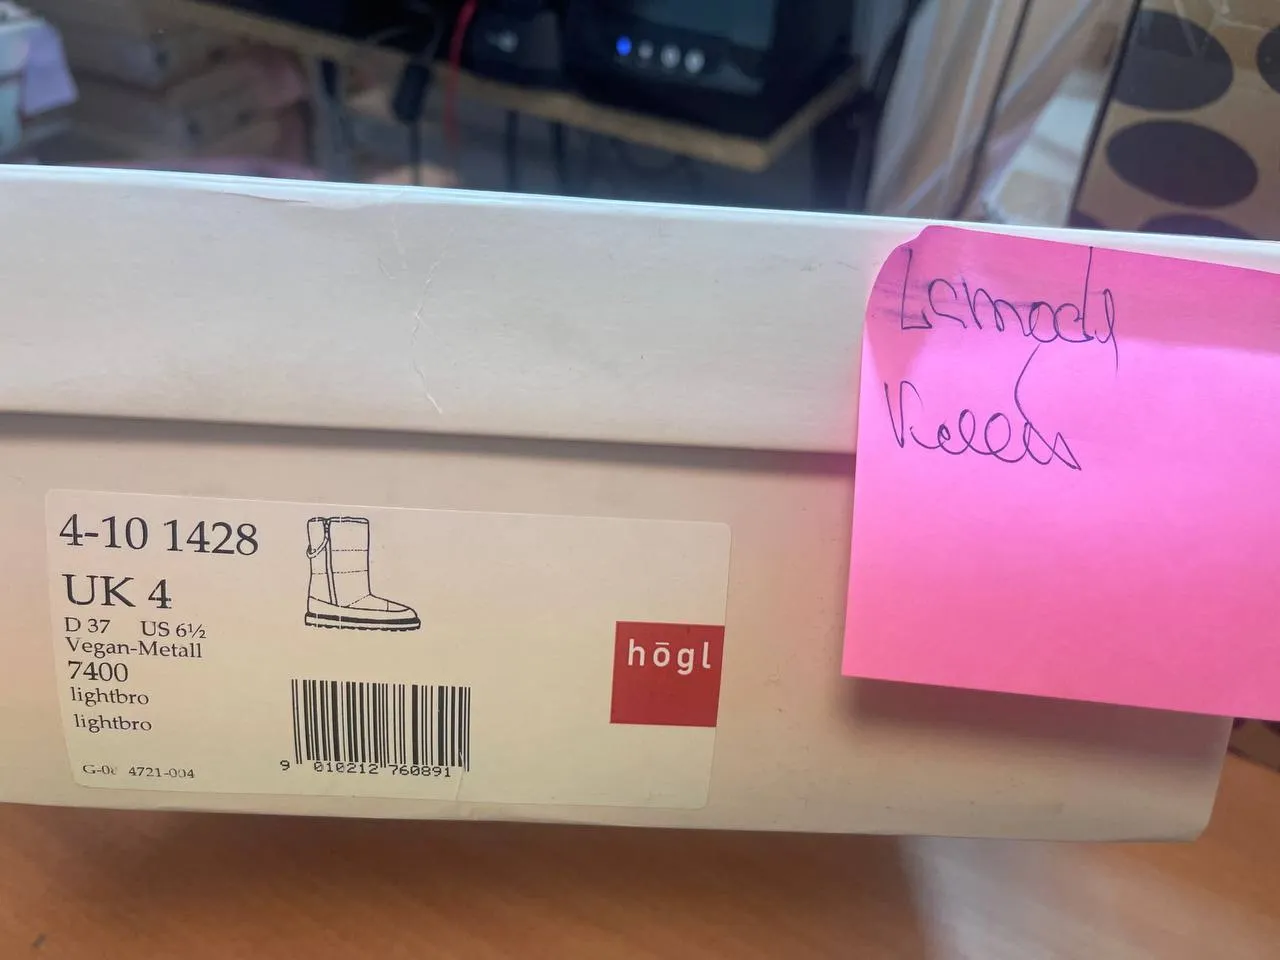 4-10 1428
UK 4
D 37 US 6½
Vegan-Metall
7400
lightbro
lightbro
4721-004
9 010212 760891
högl